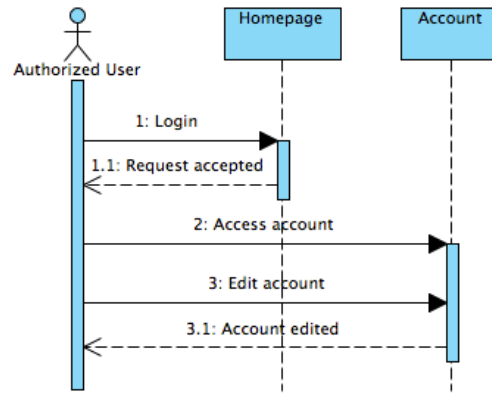 Homepage
Account
Authorized User
1: Login
1.1: Request accepted
2: Access account
3: Edit account
3.1: Account edited